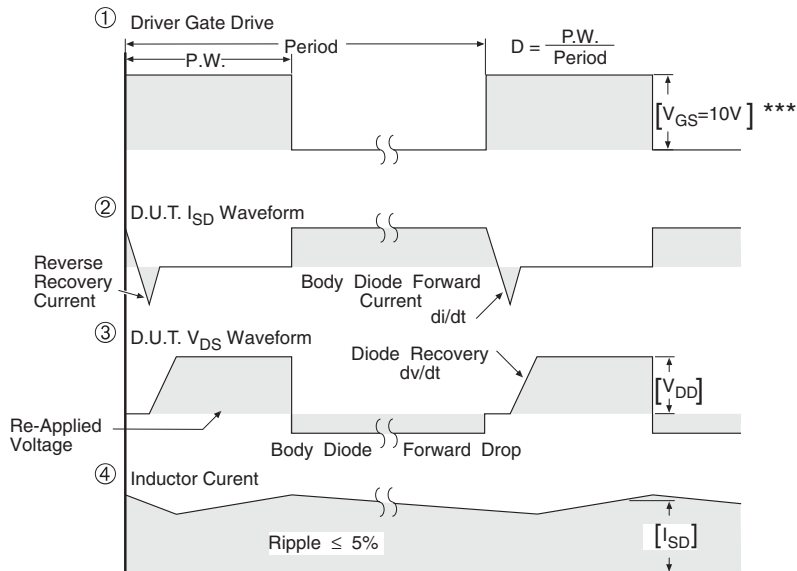 ① Driver Gate Drive
Period
P.W.
D = P.W. / Period
[VGS=10V] ***
② D.U.T. ISD Waveform
Reverse
Recovery
Current
Body Diode Forward
Current
di/dt
③ D.U.T. VDS Waveform
Diode Recovery
dv/dt
[VDD]
Re-Applied
Voltage
Body Diode Forward Drop
④ Inductor Curent
Ripple ≤ 5%
[ISD]